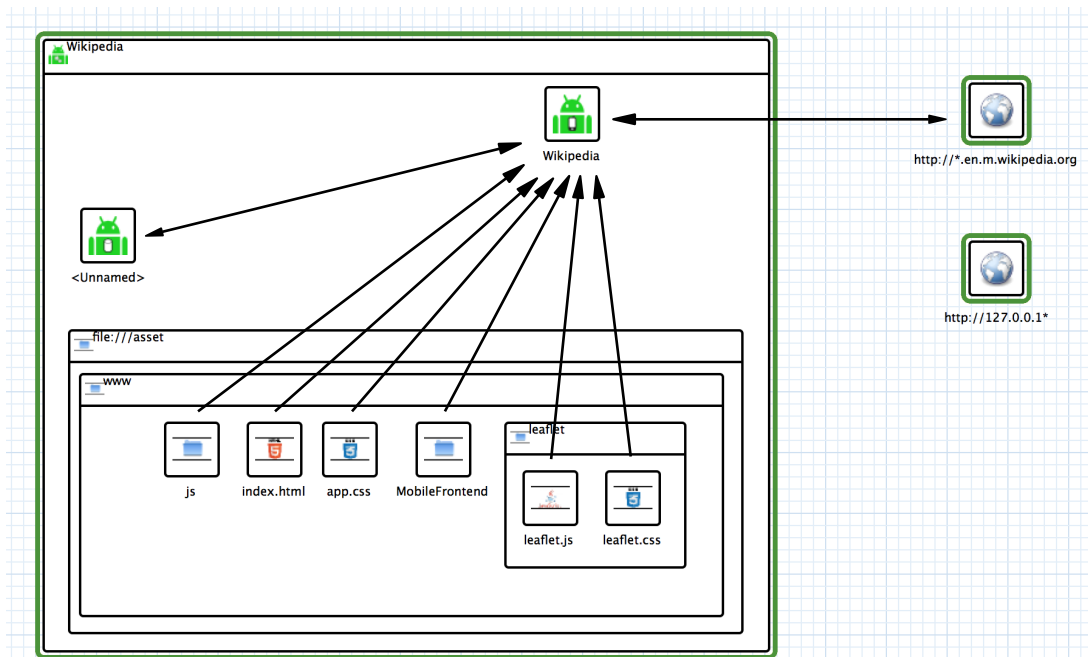 Wikipedia
Wikipedia
http://*.en.m.wikipedia.org
<Unnamed>
http://127.0.0.1*
file:///asset
www
leaflet
js
index.html
app.css
MobileFrontend
leaflet.js
leaflet.css